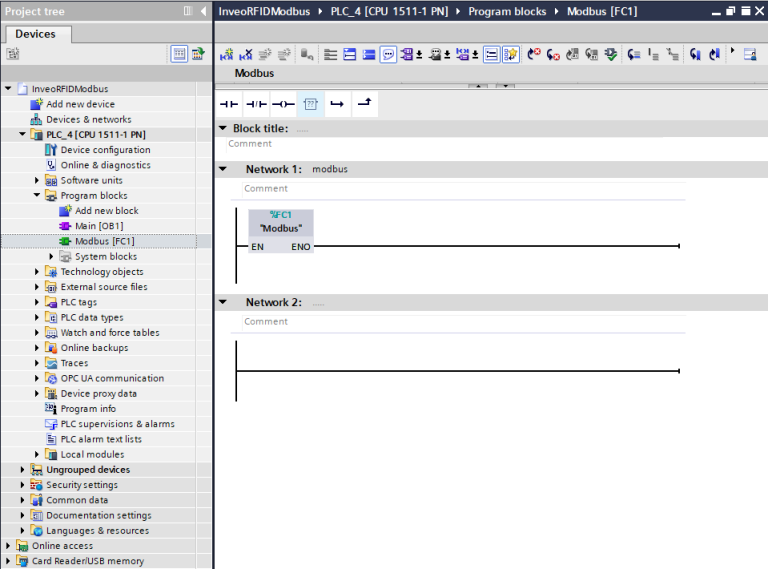 Project tree
InveoRFIDModbus PLC_4 [CPU 1511-1 PN] Program blocks Modbus [FC1]
Devices
Modbus
InveoRFIDModbus
Add new device
Devices & networks
PLC_4 [CPU 1511-1 PN]
Device configuration
Online & diagnostics
Software units
Program blocks
Add new block
Main [OB1]
Modbus [FC1]
System blocks
Technology objects
External source files
PLC tags
PLC data types
Watch and force tables
Online backups
Traces
OPC UA communication
Device proxy data
Program info
PLC supervisions & alarms
PLC alarm text lists
Local modules
Ungrouped devices
Security settings
Common data
Documentation settings
Languages & resources
Online access
Card Reader/USB memory
??
Block title: .....
Comment
Network 1: modbus
Comment
%FC1
"Modbus"
EN ENO
Network 2: .....
Comment